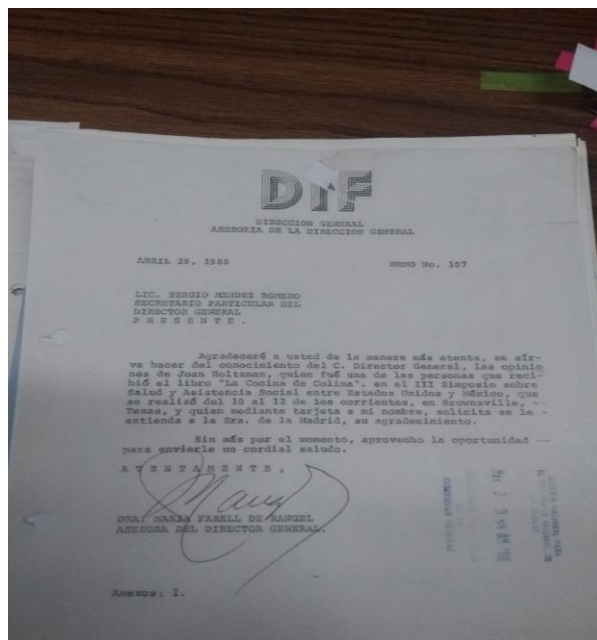 DIF
DIRECCION GENERAL
ASESORIA DE LA DIRECCION GENERAL
ABRIL 29, 1988
MEMO No. 107
LIC. SERGIO MENDEZ ROMERO
SECRETARIO PARTICULAR DEL
DIRECTOR GENERAL
P R E S E N T E .
Agradeceré a usted de la manera más atenta, se sír-
va hacer del conocimiento del C. Director General, las opinio
nes de Joan Holtzman, quien fué una de las personas que reci-
bió el libro "La Cocina de Colima". en el III Simposio sobre
Salud y Asistencia Social entre Estados Unidos y México, que
se realizó del 10 al 12 de los corrientes, en Brownsville, --
Texas, y quien mediante tarjeta a mi nombre, solicita se le -
extienda a la Sra. de la Madrid, su agradecimiento.
Sin más por el momento, aprovecho la oportunidad --
para enviarle un cordial saludo.
A T E N T A M E N T E,
DRA. MARIA FARELL DE RANGEL
ASESORA DEL DIRECTOR GENERAL.
Anexos: 1.